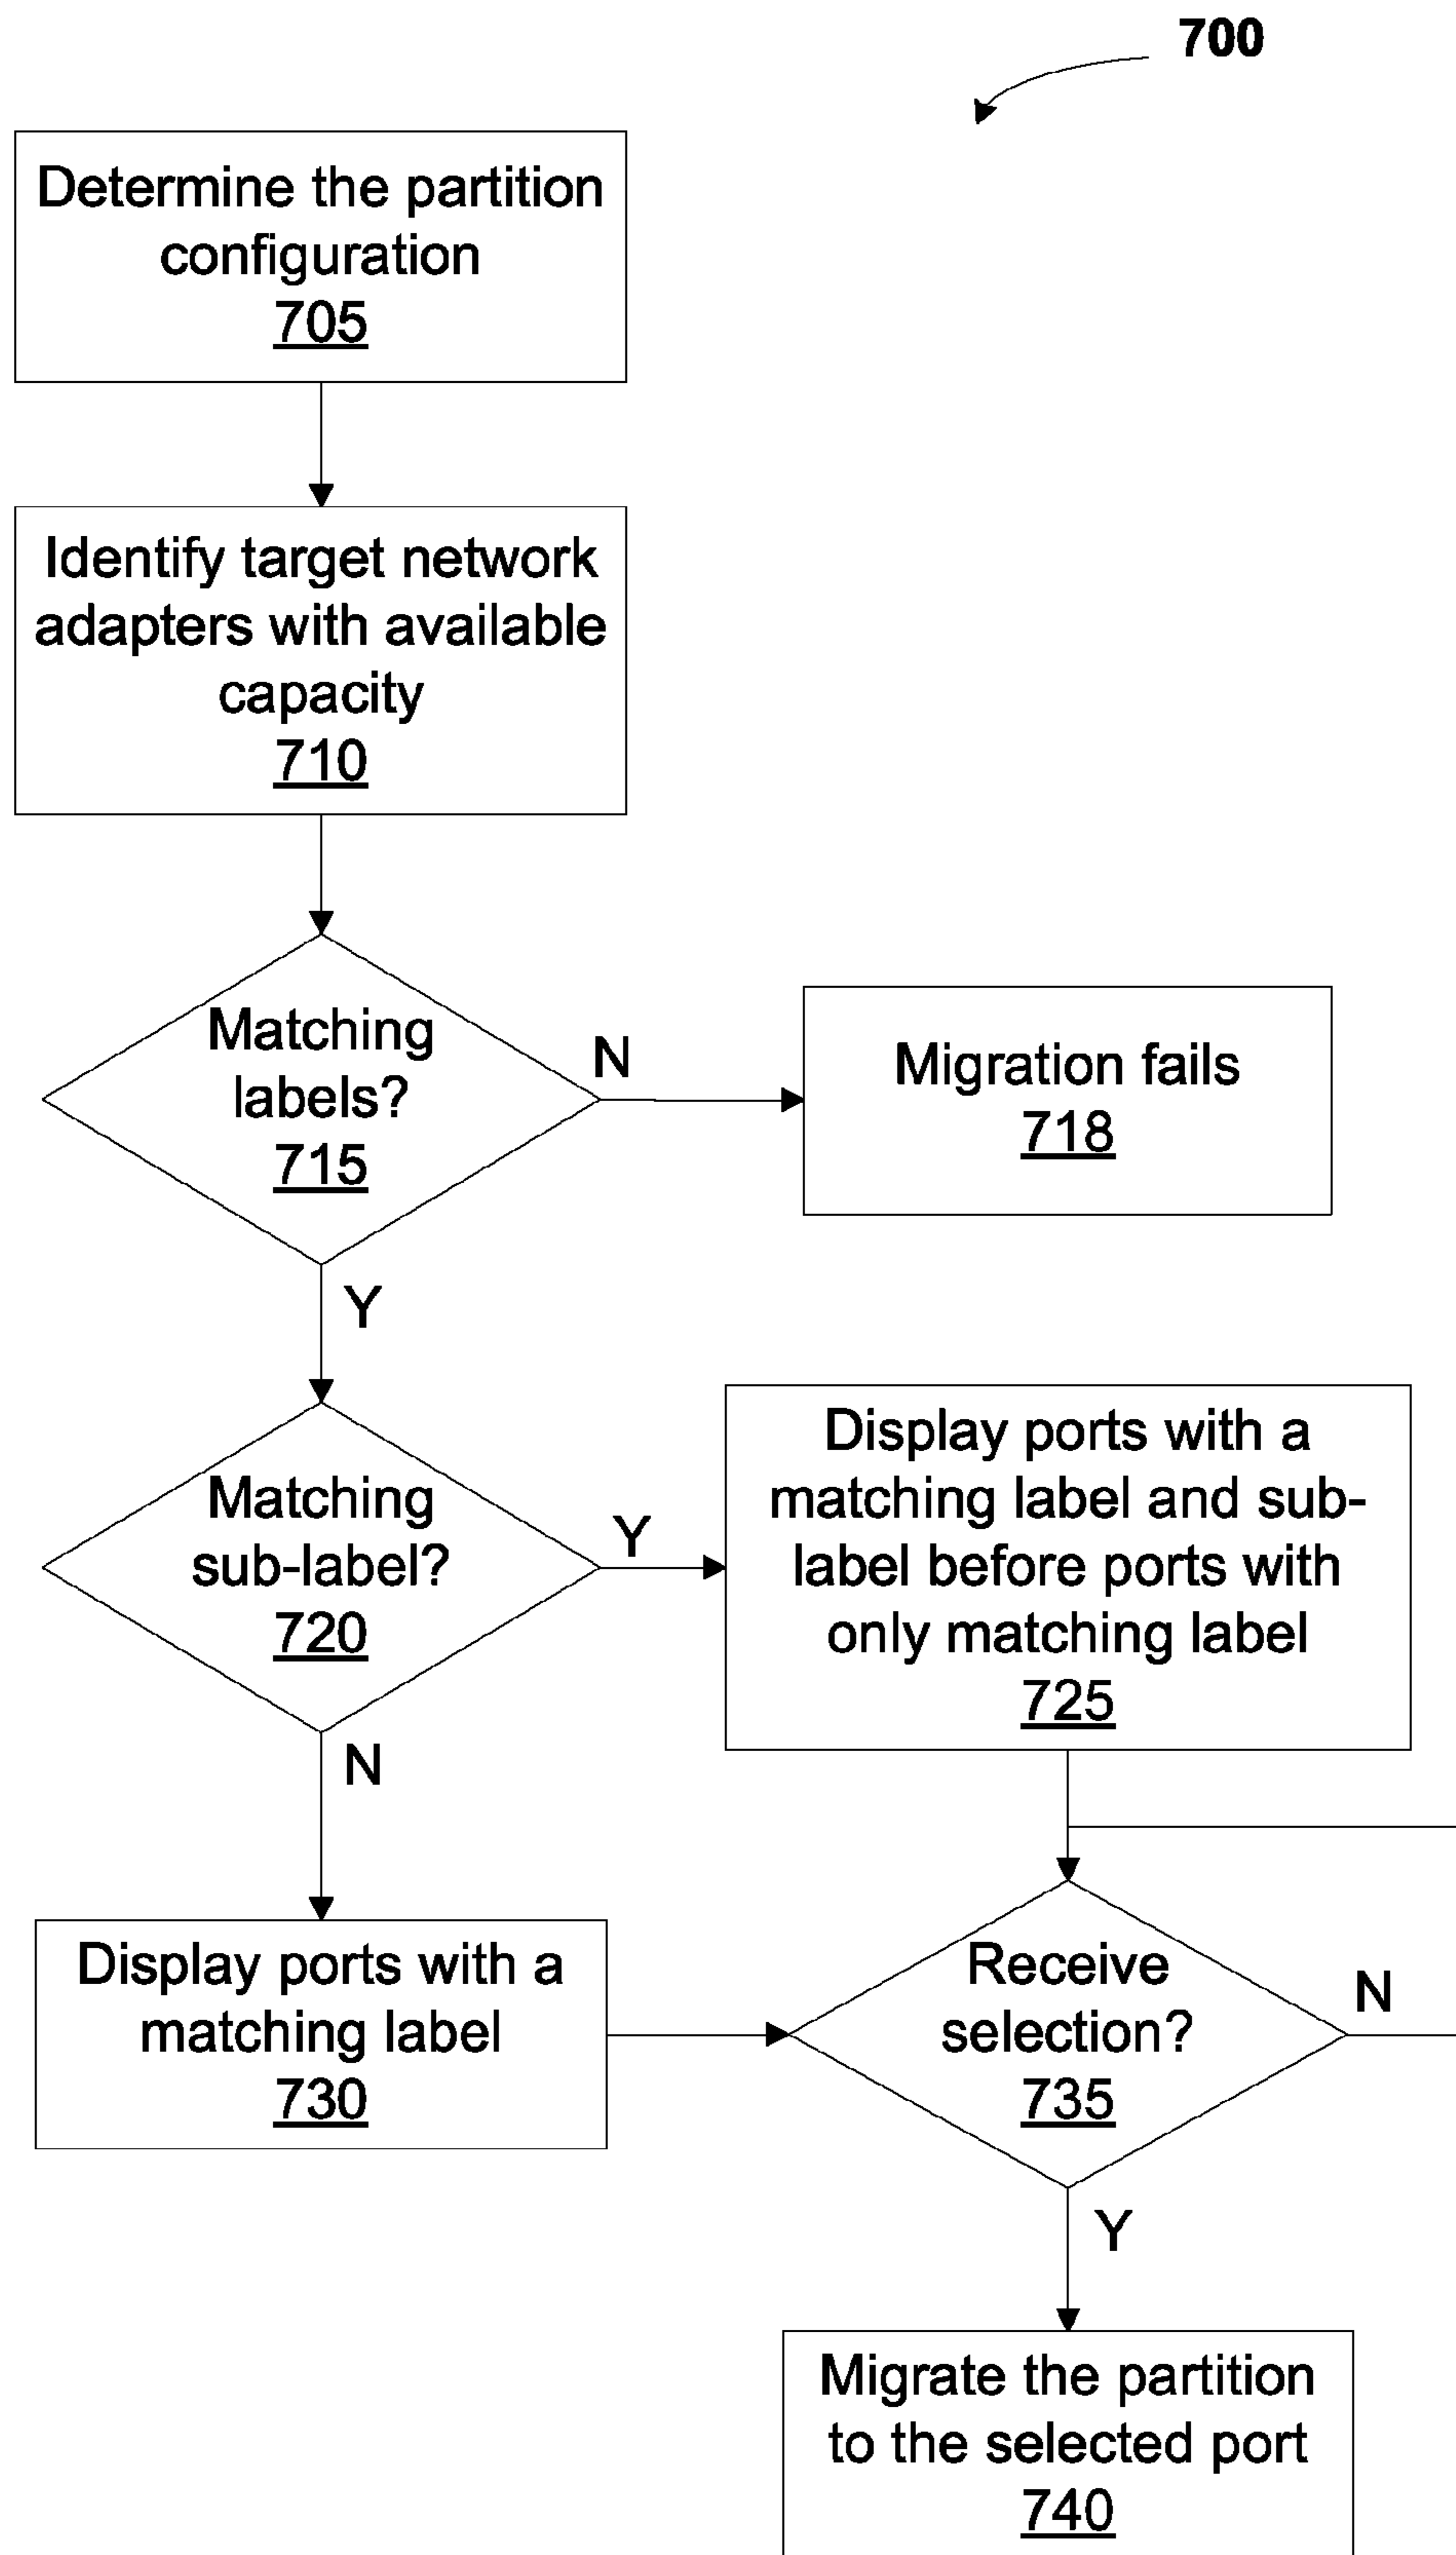 700
Determine the partition
configuration
705
Identify target network
adapters with available
capacity
710
Matching
labels?
715
N
Migration fails
718
Y
Matching
sub-label?
720
Y
Display ports with a
matching label and sub-
label before ports with
only matching label
725
N
Display ports with a
matching label
730
Receive
selection?
735
N
Y
Migrate the partition
to the selected port
740